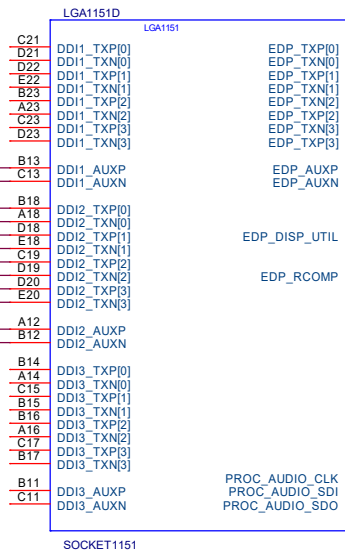 LGA1151D
LGA1151
C21 DDI1_TXP[0] EDP_TXP[0]
D21 DDI1_TXN[0] EDP_TXN[0]
D22 DDI1_TXP[1] EDP_TXP[1]
E22 DDI1_TXN[1] EDP_TXN[1]
B23 DDI1_TXP[2] EDP_TXN[2]
A23 DDI1_TXN[2] EDP_TXP[2]
C23 DDI1_TXP[3] EDP_TXN[3]
D23 DDI1_TXN[3] EDP_TXP[3]
B13 DDI1_AUXP EDP_AUXP
C13 DDI1_AUXN EDP_AUXN
B18 DDI2_TXP[0]
A18 DDI2_TXN[0]
D18 DDI2_TXP[1] EDP_DISP_UTIL
E18 DDI2_TXN[1]
C19 DDI2_TXP[2]
D19 DDI2_TXN[2] EDP_RCOMP
D20 DDI2_TXP[3]
E20 DDI2_TXN[3]
A12 DDI2_AUXP
B12 DDI2_AUXN
B14 DDI3_TXP[0]
A14 DDI3_TXN[0]
C15 DDI3_TXP[1]
B15 DDI3_TXN[1]
B16 DDI3_TXP[2]
A16 DDI3_TXN[2]
C17 DDI3_TXP[3]
B17 DDI3_TXN[3]
PROC_AUDIO_CLK
B11 DDI3_AUXP PROC_AUDIO_SDI
C11 DDI3_AUXN PROC_AUDIO_SDO
SOCKET1151